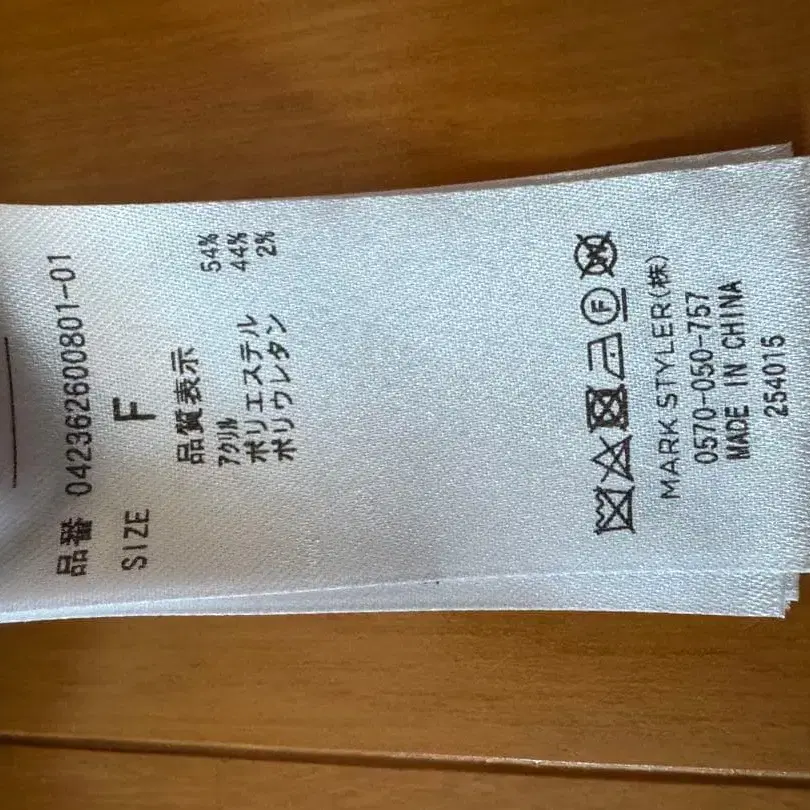 品番 042362600801-01
SIZE F
品質表示
アクリル 54%
ポリエステル 44%
ポリウレタン 2%
F
MARK STYLER(株)
0570-050-757
MADE IN CHINA
254015